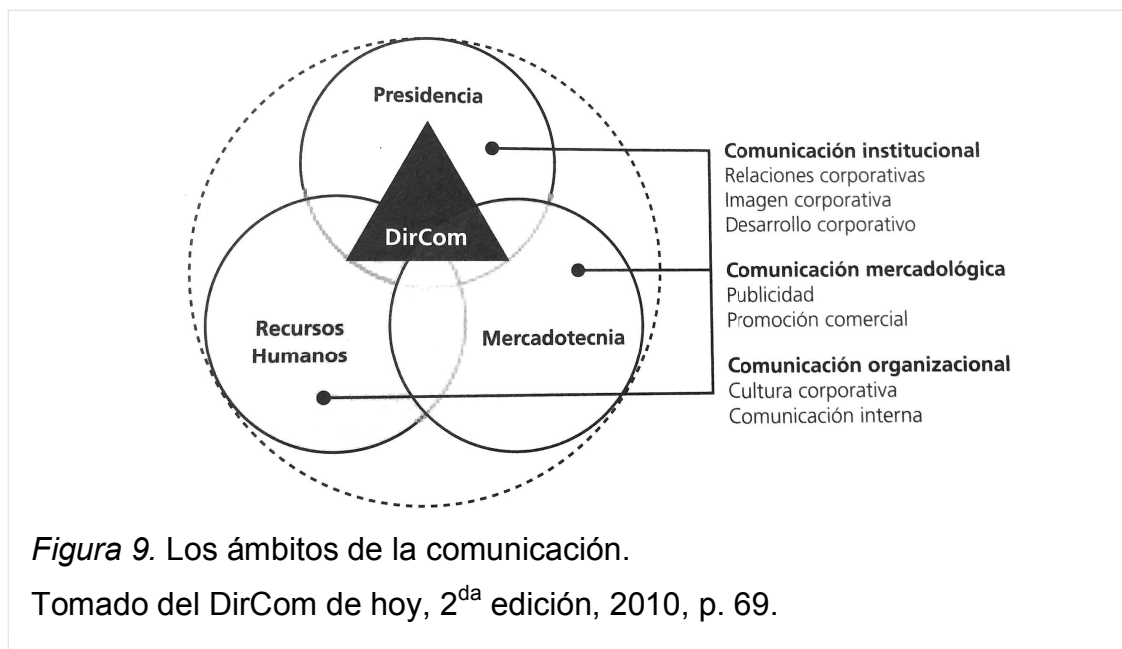 Presidencia
DirCom
Recursos
Humanos
Mercadotecnia
Comunicación institucional
Relaciones corporativas
Imagen corporativa
Desarrollo corporativo
Comunicación mercadológica
Publicidad
Promoción comercial
Comunicación organizacional
Cultura corporativa
Comunicación interna
Figura 9. Los ámbitos de la comunicación.
Tomado del DirCom de hoy, 2da edición, 2010, p. 69.